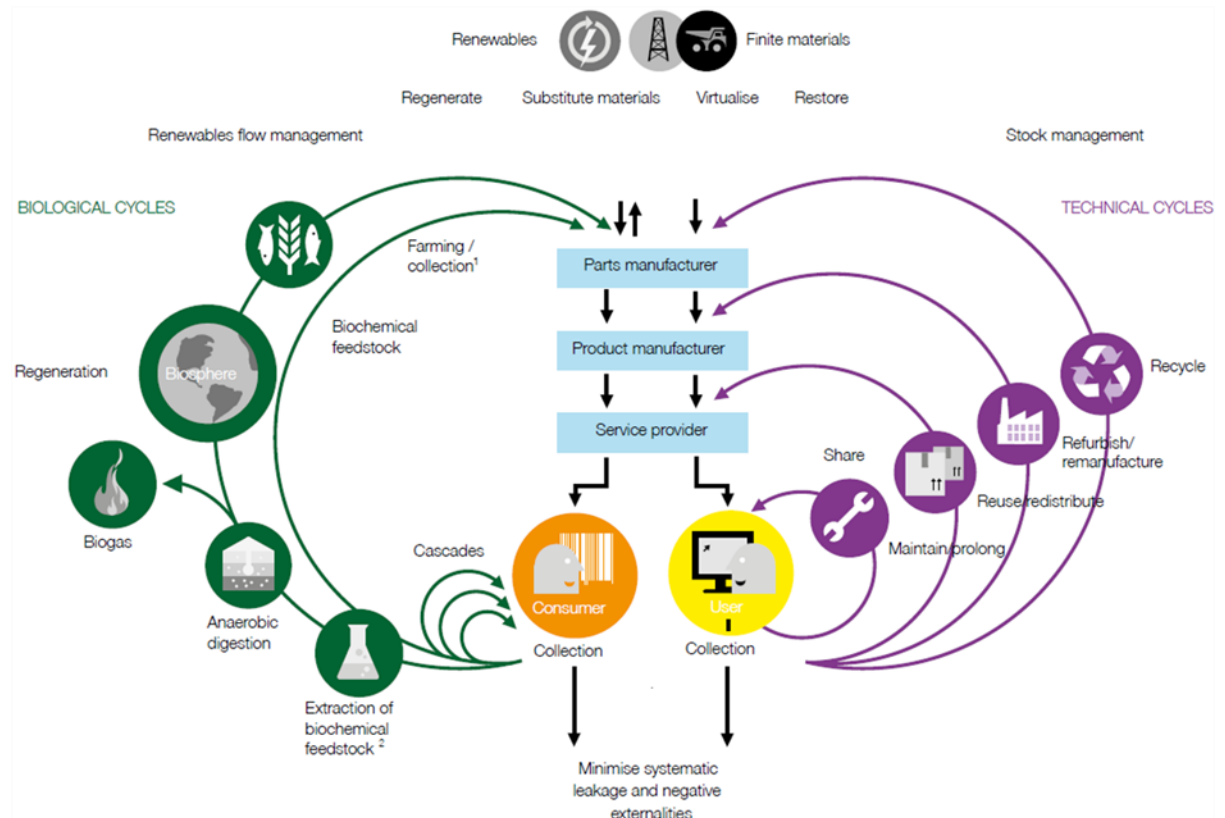 Renewables
Finite materials
Regenerate
Substitute materials
Virtualise
Restore
Renewables flow management
Stock management
BIOLOGICAL CYCLES
TECHNICAL CYCLES
Farming /
collection1
Parts manufacturer
Biochemical
feedstock
Product manufacturer
Regeneration
Biosphere
Recycle
Service provider
Share
Refurbish/
remanufacture
Reuse/redistribute
Biogas
Cascades
Maintain/prolong
Consumer
User
Anaerobic
digestion
Collection
Collection
Extraction of
biochemical
feedstock 2
Minimise systematic
leakage and negative
externalities